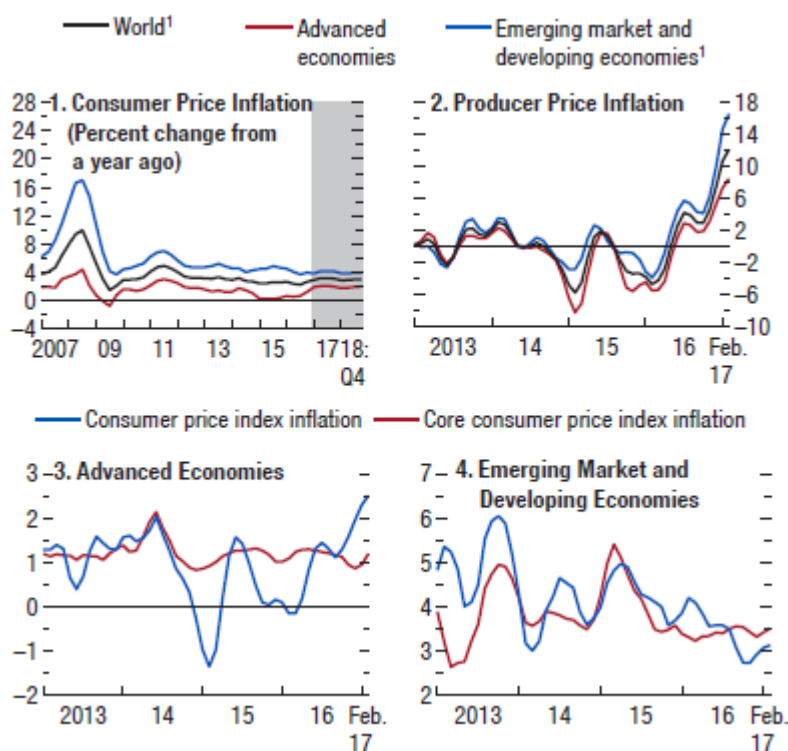 World¹
Advanced economies
Emerging market and developing economies¹
1. Consumer Price Inflation
(Percent change from
a year ago)
28
24
20
16
12
8
4
0
–4
2007 09 11 13 15 1718:
Q4
2. Producer Price Inflation
18
14
10
6
2
–2
–6
–10
2013 14 15 16 Feb.
17
Consumer price index inflation
Core consumer price index inflation
3. Advanced Economies
3
2
1
0
–1
–2
2013 14 15 16 Feb.
17
4. Emerging Market and
Developing Economies
7
6
5
4
3
2
2013 14 15 16 Feb.
17